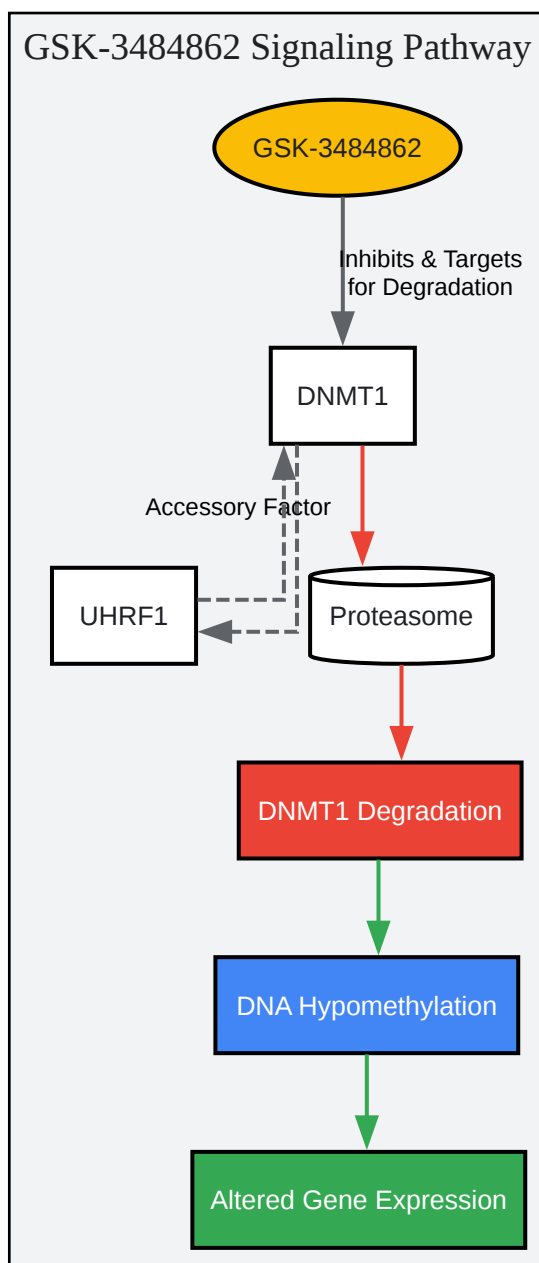 GSK-3484862 Signaling Pathway
GSK-3484862
Inhibits & Targets
for Degradation
DNMT1
Accessory Factor
UHRF1
Proteasome
DNMT1 Degradation
DNA Hypomethylation
Altered Gene Expression